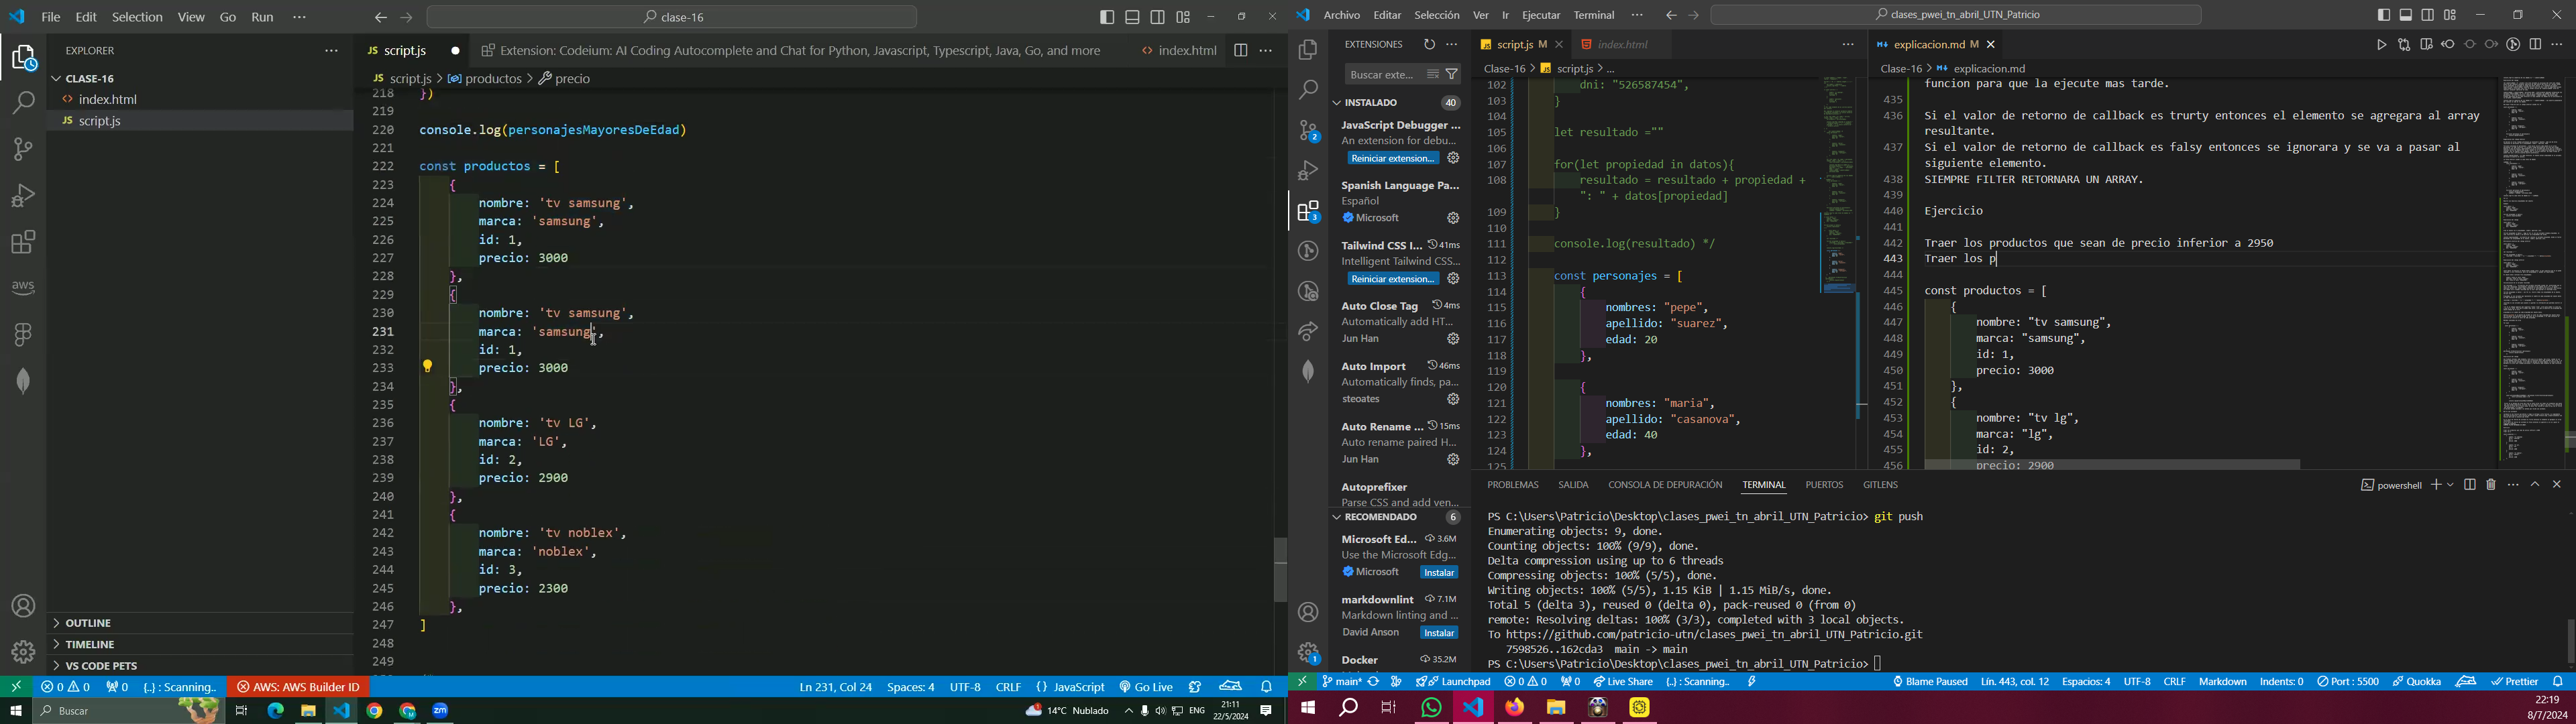 File Edit Selection View Go Run ··· clase-16
EXPLORER
CLASE-16
index.html
script.js
OUTLINE
TIMELINE
VS CODE PETS
script.js Extension: Codeium: AI Coding Autocomplete and Chat for Python, Javascript, Typescript, Java, Go, and more index.html
script.js > productos > precio
218 })
219
220 console.log(personajesMayoresDeEdad)
221
222 const productos = [
223 {
224 nombre: 'tv samsung',
225 marca: 'samsung',
226 id: 1,
227 precio: 3000
228 },
229 {
230 nombre: 'tv samsung',
231 marca: 'samsung',
232 id: 1,
233 precio: 3000
234 },
235 {
236 nombre: 'tv LG',
237 marca: 'LG',
238 id: 2,
239 precio: 2900
240 },
241 {
242 nombre: 'tv noblex',
243 marca: 'noblex',
244 id: 3,
245 precio: 2300
246 },
247 ]
248
249
0 0 0 {..} : Scanning.. AWS: AWS Builder ID Ln 231, Col 24 Spaces: 4 UTF-8 CRLF {} JavaScript Go Live
Buscar 14°C Nublado ENG 21:11
22/5/2024
Archivo Editar Selección Ver Ir Ejecutar Terminal ··· clases_pwei_tn_abril_UTN_Patricio
EXTENSIONES
Buscar exte...
INSTALADO 40
JavaScript Debugger ...
An extension for debu...
Reiniciar extension...
Spanish Language Pa...
Español
Microsoft
Tailwind CSS I... 41ms
Intelligent Tailwind CSS...
Reiniciar extension...
Auto Close Tag 4ms
Automatically add HT...
Jun Han
Auto Import 46ms
Automatically finds, pa...
steoates
Auto Rename ... 15ms
Auto rename paired H...
Jun Han
Autoprefixer
Parse CSS and add ven...
RECOMENDADO 6
Microsoft Ed... 3.6M
Use the Microsoft Edg...
Microsoft Instalar
markdownlint 7.1M
Markdown linting and ...
David Anson Instalar
Docker 35.2M
script.js M index.html
Clase-16 > script.js > ...
102 dni: "526587454",
103 }
104
105 let resultado =""
106
107 for(let propiedad in datos){
108 resultado = resultado + propiedad +
": " + datos[propiedad]
109 }
110
111 console.log(resultado) */
112
113 const personajes = [
114 {
115 nombres: "pepe",
116 apellido: "suarez",
117 edad: 20
118 },
119
120 {
121 nombres: "maria",
122 apellido: "casanova",
123 edad: 40
124 },
125
explicacion.md M
Clase-16 > explicacion.md
funcion para que la ejecute mas tarde.
435
436 Si el valor de retorno de callback es trurty entonces el elemento se agregara al array
resultante.
437 Si el valor de retorno de callback es falsy entonces se ignorara y se va a pasar al
siguiente elemento.
438 SIEMPRE FILTER RETORNARA UN ARRAY.
439
440 Ejercicio
441
442 Traer los productos que sean de precio inferior a 2950
443 Traer los p
444
445 const productos = [
446 {
447 nombre: "tv samsung",
448 marca: "samsung",
449 id: 1,
450 precio: 3000
451 },
452 {
453 nombre: "tv lg",
454 marca: "lg",
455 id: 2,
456 precio: 2900
PROBLEMAS SALIDA CONSOLA DE DEPURACIÓN TERMINAL PUERTOS GITLENS powershell
PS C:\Users\Patricio\Desktop\clases_pwei_tn_abril_UTN_Patricio> git push
Enumerating objects: 9, done.
Counting objects: 100% (9/9), done.
Delta compression using up to 6 threads
Compressing objects: 100% (5/5), done.
Writing objects: 100% (5/5), 1.15 KiB | 1.15 MiB/s, done.
Total 5 (delta 3), reused 0 (delta 0), pack-reused 0 (from 0)
remote: Resolving deltas: 100% (3/3), completed with 3 local objects.
To https://github.com/patricio-utn/clases_pwei_tn_abril_UTN_Patricio.git
7598526..162cda3 main -> main
PS C:\Users\Patricio\Desktop\clases_pwei_tn_abril_UTN_Patricio>
main* Launchpad 0 0 0 Live Share {..} : Scanning.. Blame Paused Lín. 443, col. 12 Espacios: 4 UTF-8 CRLF Markdown Indents: 0 Port : 5500 Quokka Prettier
22:19
8/7/2024